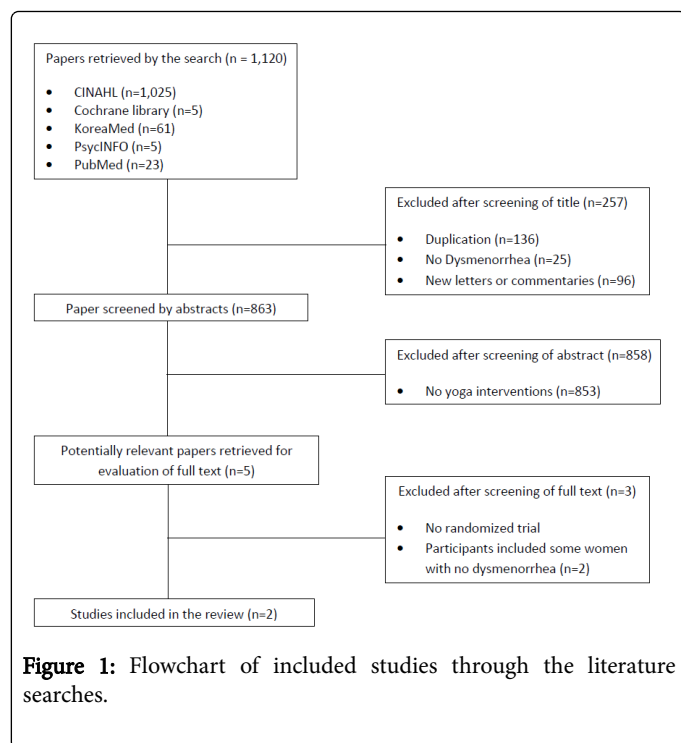 Papers retrieved by the search (n = 1,120)
• CINAHL (n=1,025)
• Cochrane library (n=5)
• KoreaMed (n=61)
• PsycINFO (n=5)
• PubMed (n=23)
Excluded after screening of title (n=257)
• Duplication (n=136)
• No Dysmenorrhea (n=25)
• New letters or commentaries (n=96)
Paper screened by abstracts (n=863)
Excluded after screening of abstract (n=858)
• No yoga interventions (n=853)
Potentially relevant papers retrieved for
evaluation of full text (n=5)
Excluded after screening of full text (n=3)
• No randomized trial
• Participants included some women
with no dysmenorrhea (n=2)
Studies included in the review (n=2)
Figure 1: Flowchart of included studies through the literature
searches.